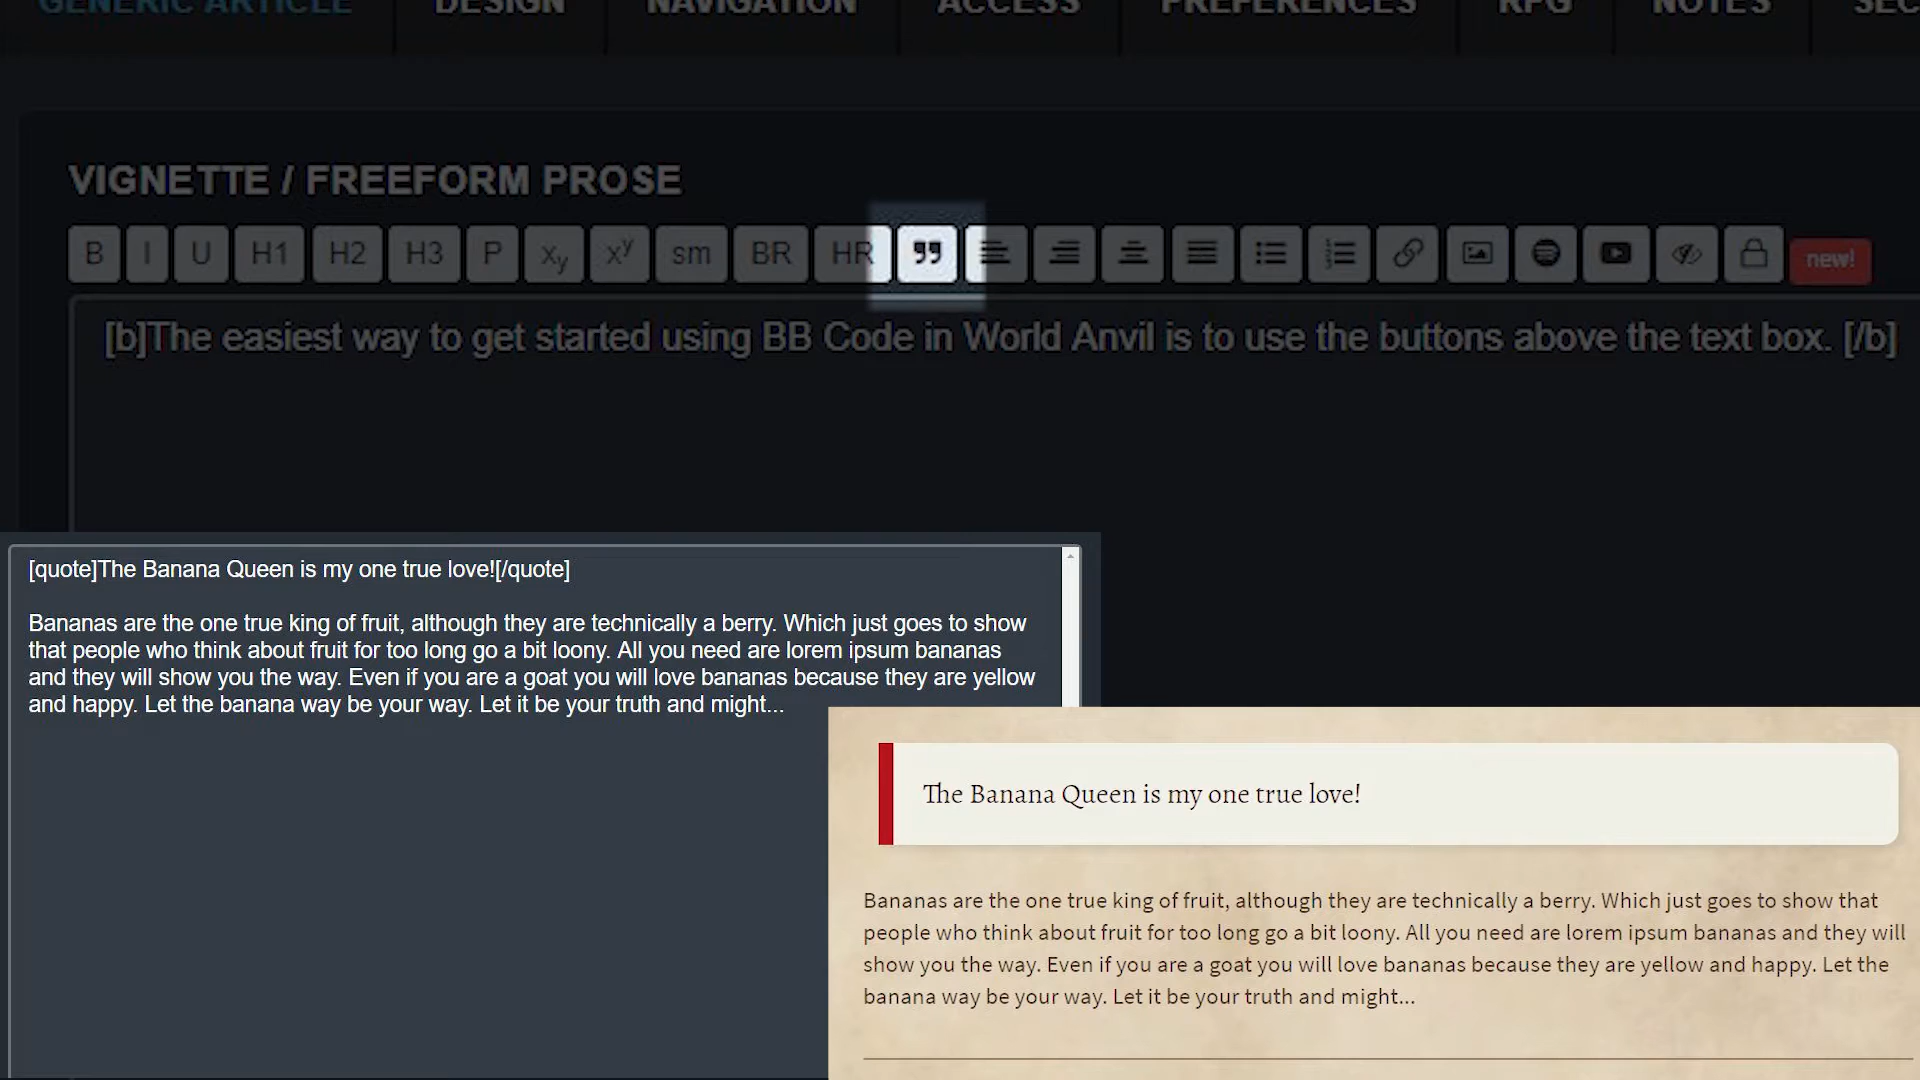 GENERIC ARTICLE DESIGN NAVIGATION ACCESS PREFERENCES RPG NOTES
VIGNETTE / FREEFORM PROSE
B I U H1 H2 H3 P xy xy sm BR HR ” new!
[b]The easiest way to get started using BB Code in World Anvil is to use the buttons above the text box. [/b]
[quote]The Banana Queen is my one true love![/quote]
Bananas are the one true king of fruit, although they are technically a berry. Which just goes to show
that people who think about fruit for too long go a bit loony. All you need are lorem ipsum bananas
and they will show you the way. Even if you are a goat you will love bananas because they are yellow
and happy. Let the banana way be your way. Let it be your truth and might...
The Banana Queen is my one true love!
Bananas are the one true king of fruit, although they are technically a berry. Which just goes to show that
people who think about fruit for too long go a bit loony. All you need are lorem ipsum bananas and they will
show you the way. Even if you are a goat you will love bananas because they are yellow and happy. Let the
banana way be your way. Let it be your truth and might...